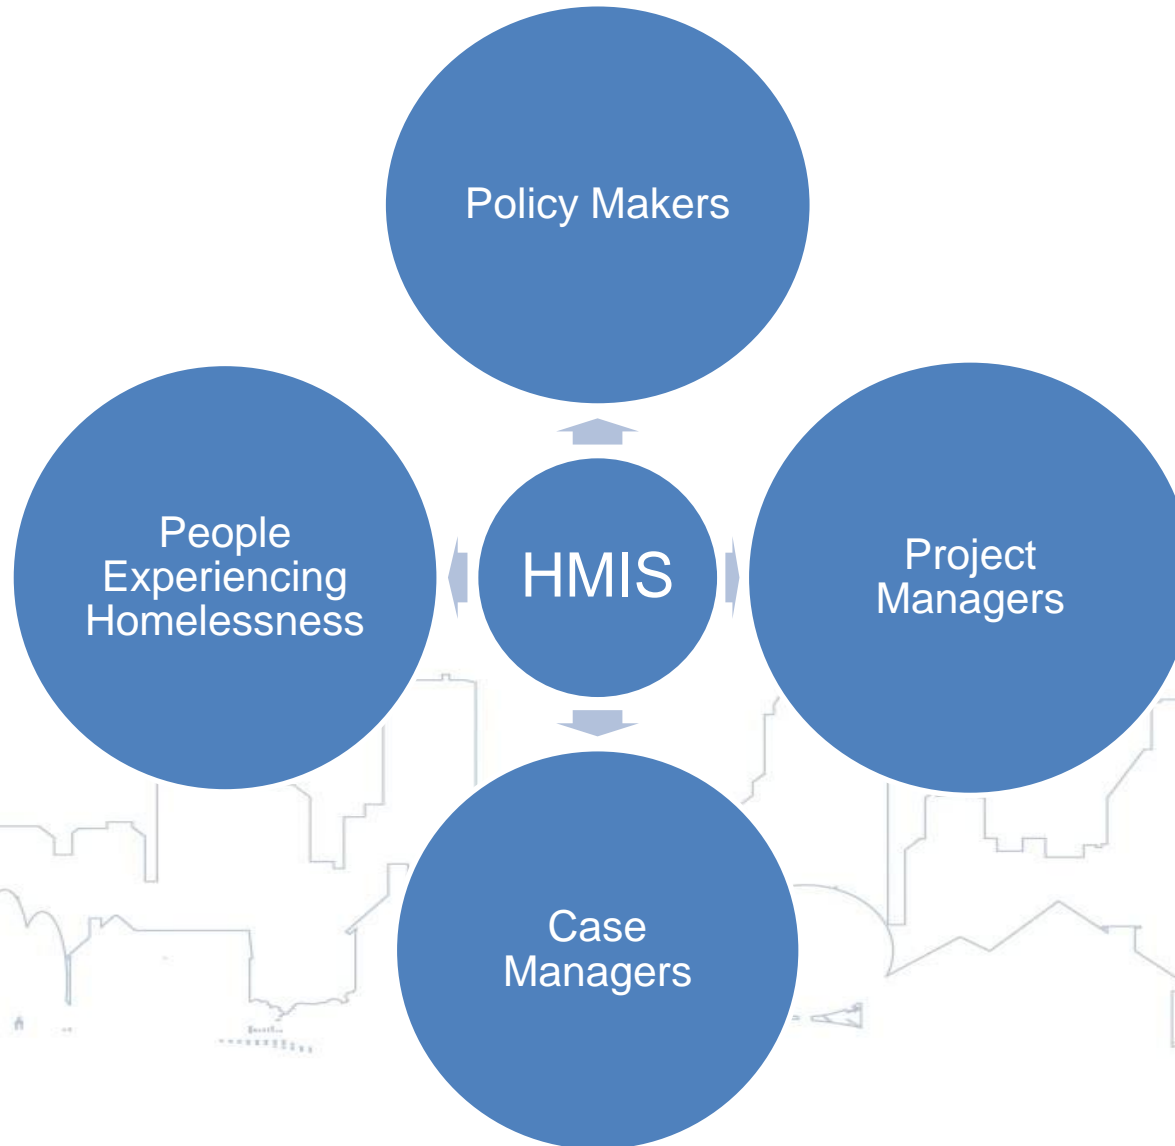 Policy Makers
People
Experiencing
Homelessness
HMIS
Project
Managers
Case
Managers